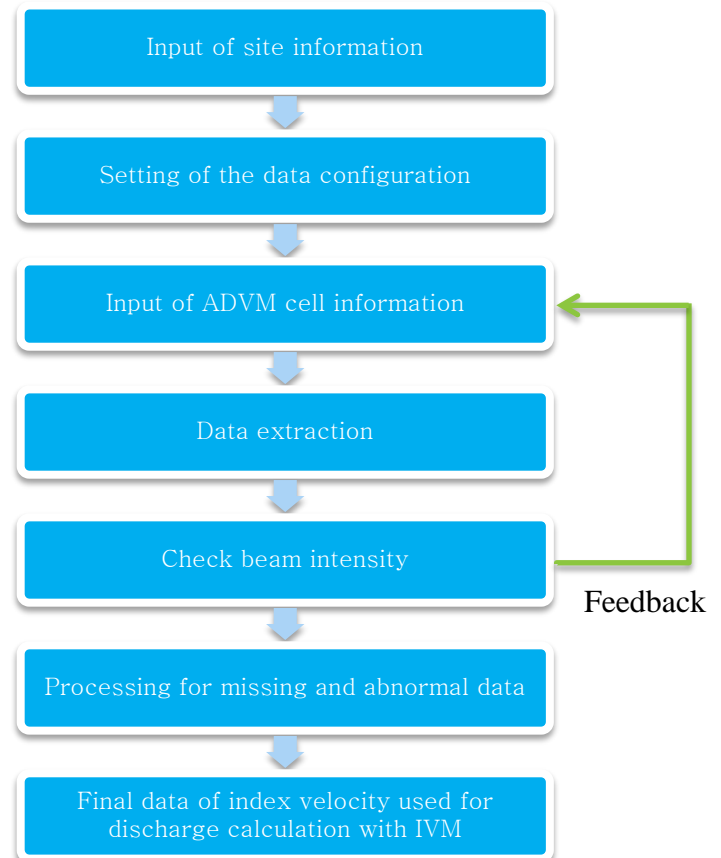 Input of site information
Setting of the data configuration
Input of ADVM cell information
Data extraction
Check beam intensity
Feedback
Processing for missing and abnormal data
Final data of index velocity used for
discharge calculation with IVM